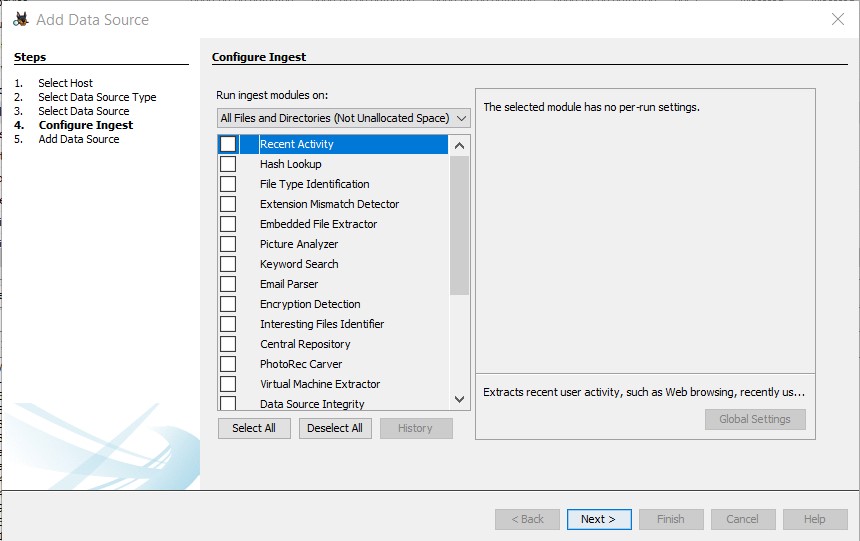 Add Data Source
Steps
1. Select Host
2. Select Data Source Type
3. Select Data Source
4. Configure Ingest
5. Add Data Source
Configure Ingest
Run ingest modules on:
All Files and Directories (Not Unallocated Space)
Recent Activity
Hash Lookup
File Type Identification
Extension Mismatch Detector
Embedded File Extractor
Picture Analyzer
Keyword Search
Email Parser
Encryption Detection
Interesting Files Identifier
Central Repository
PhotoRec Carver
Virtual Machine Extractor
Data Source Integrity
Select All
Deselect All
History
The selected module has no per-run settings.
Extracts recent user activity, such as Web browsing, recently us...
Global Settings
< Back
Next >
Finish
Cancel
Help